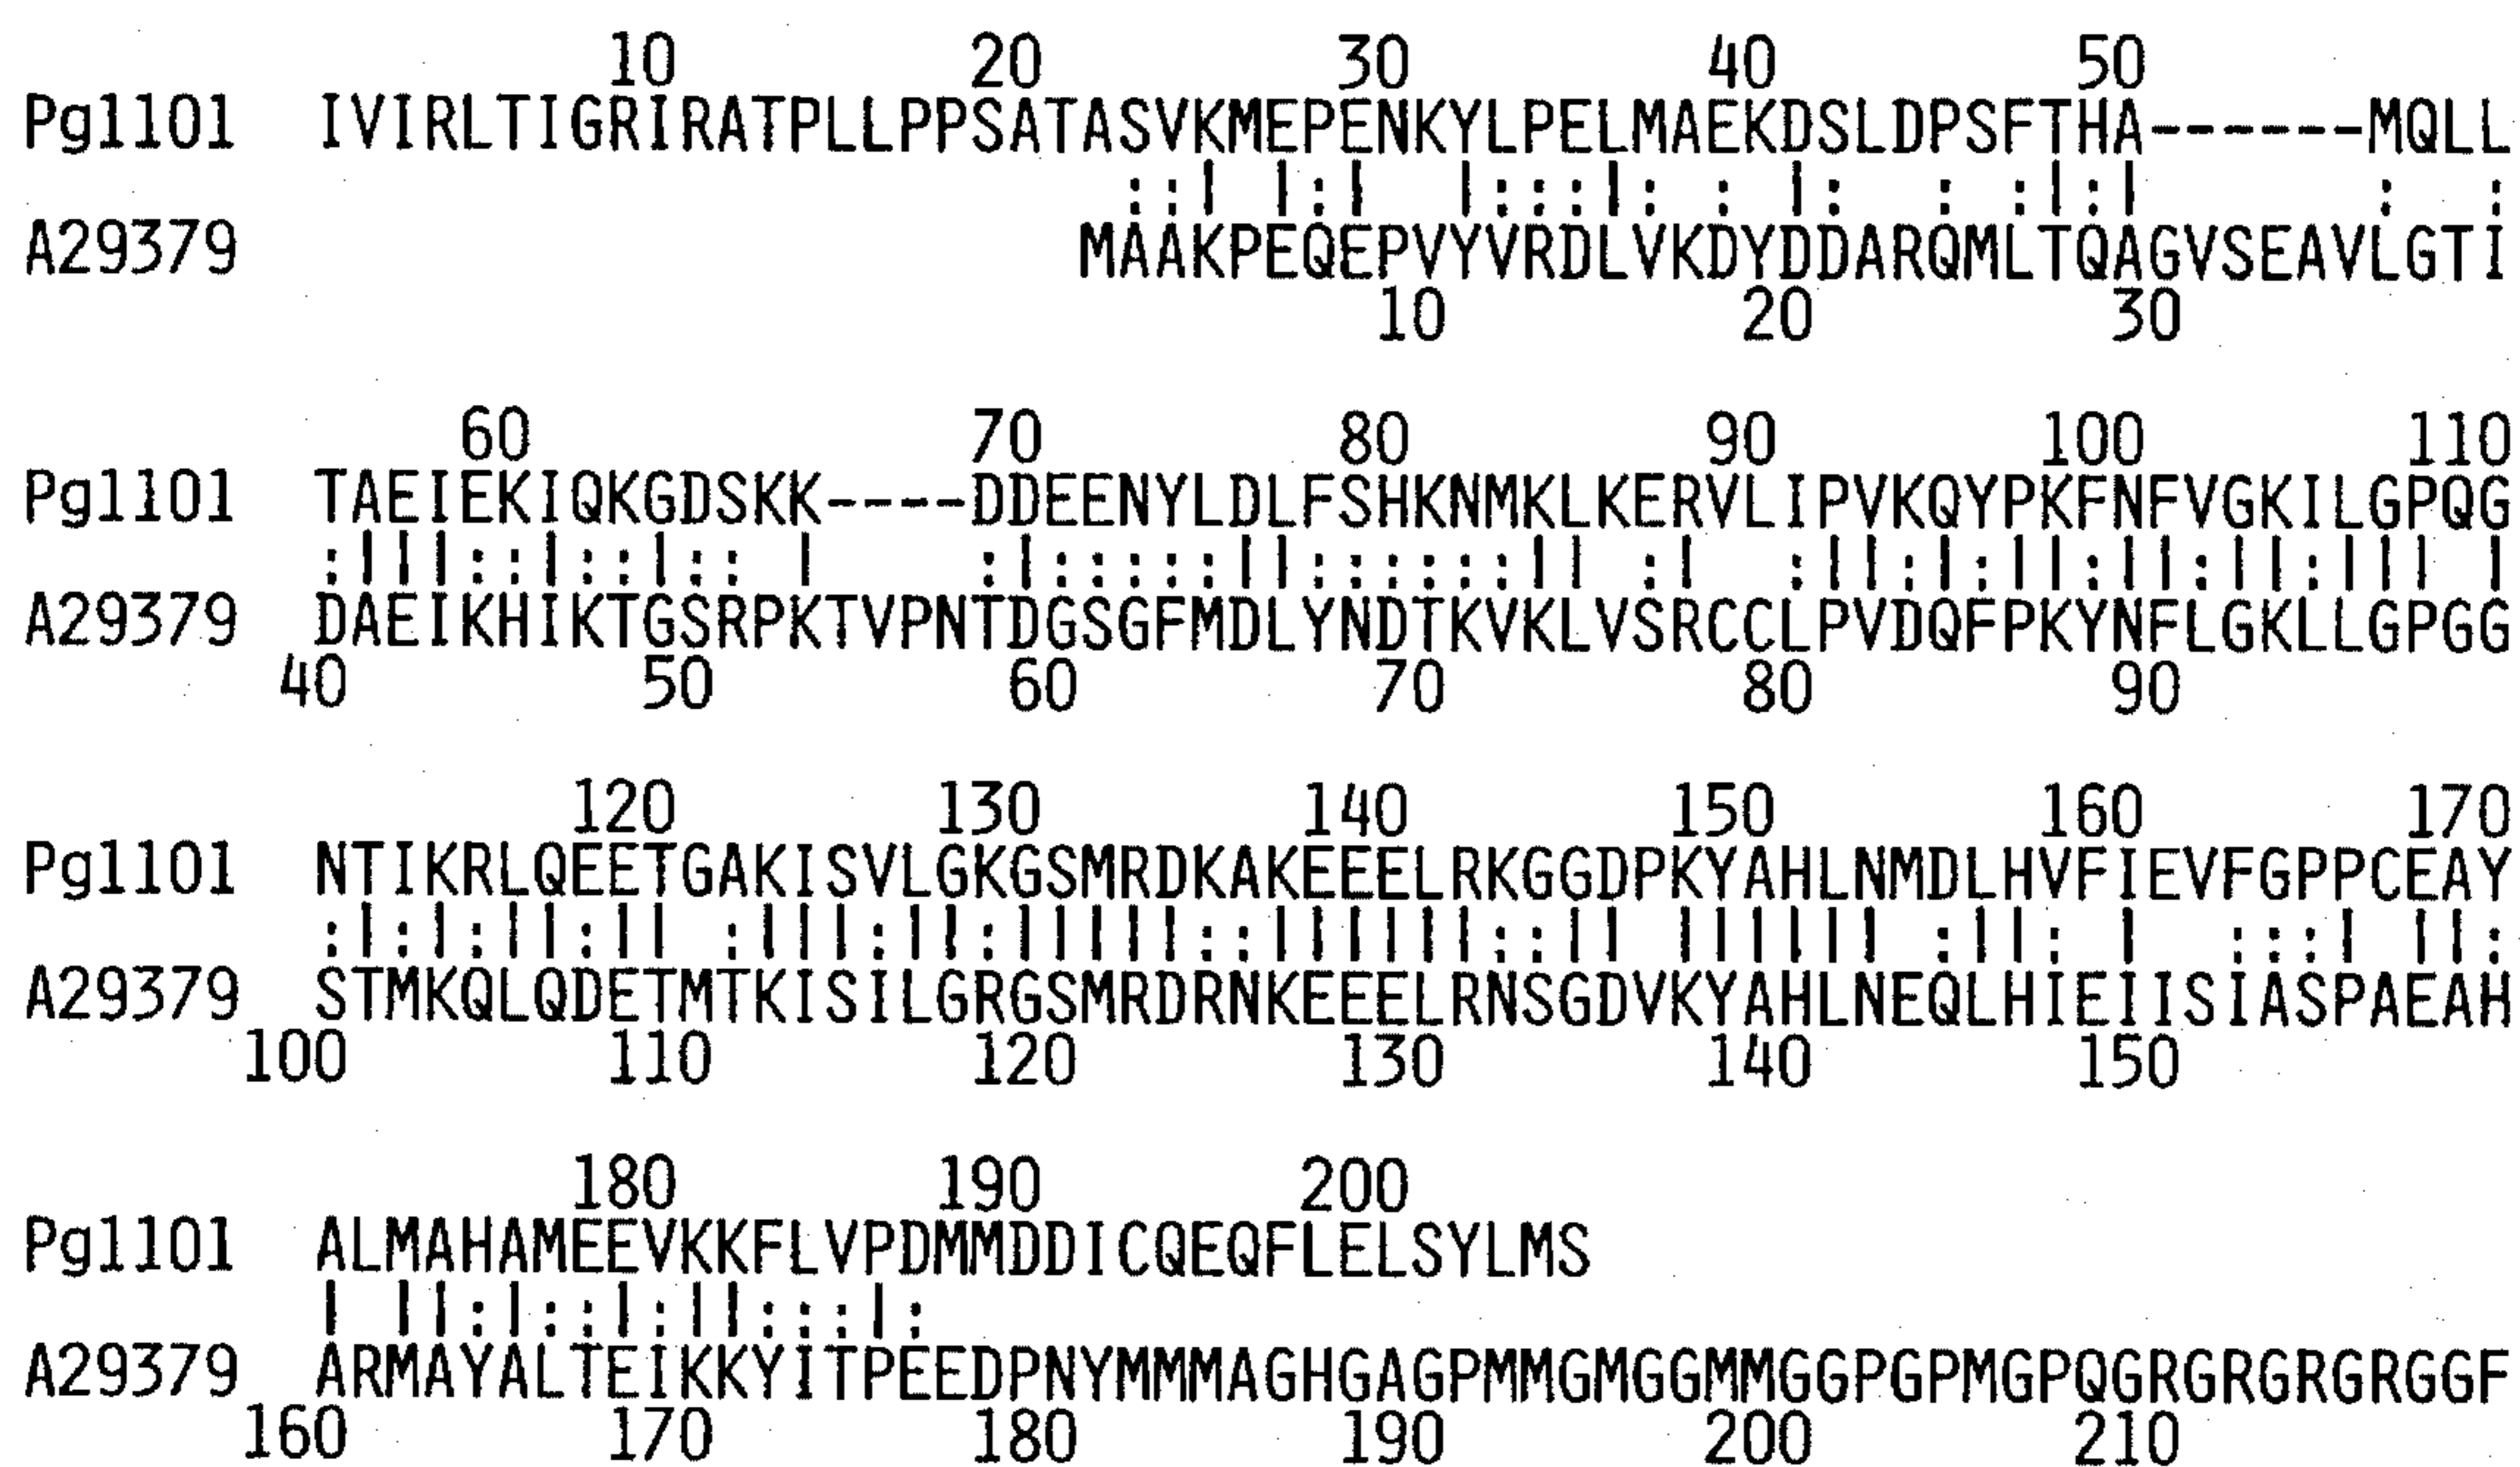 10 20 30 40 50
Pg1101 IVIRLTIGRIRATPLLPPSATASVKMEPENKYLPELMAEKDSLDPSFTHA------MQLL
::| |:| |:::|: : |: : :|:| : :
A29379 MAAKPEQEPVYVRDLVKDYDDARQMLTQAGVSEAVLGTI
10 20 30
60 70 80 90 100 110
Pg1101 TAEIEKIQKGDSKK----DDEENYLDLFSHKNMKLKERVLIPVKQYPKFNFVGKILGPQG
:|||::|::|:: | :|:::::||::::::|| :| :||:|:||:||:||:||| |
A29379 DAEIKHIKTGSRPKTVPNTDGSGFMDLYNDTKVKLVSRCCLPVDQFPKYNFLGKLLGPGG
40 50 60 70 80 90
120 130 140 150 160 170
Pg1101 NTIKRLQEETGAKISVLGKGSMRDKAKEEELRKGGDPKYAHLNMDLHVFIEVFGPPCEAY
:|:|:||:|| :|||:||:|||||::||||||::|| |||||| :||: | :::| ||:
A29379 STMKQLQDETMTKISILGRGSMRDRNKEEELRNSGDVKYAHLNEQLHIEIISIASPAEAH
100 110 120 130 140 150
180 190 200
Pg1101 ALMAHAMEEVKKFLVPDMMDDICQEQFLELSYLMS
| ||:|::|:||:::|:
A29379 ARMAYALTEIKKYITPEEDPNYMMMAGHGAGPMMGMGGMMGGPGPMGPQGRGRGRGRGGF
160 170 180 190 200 210